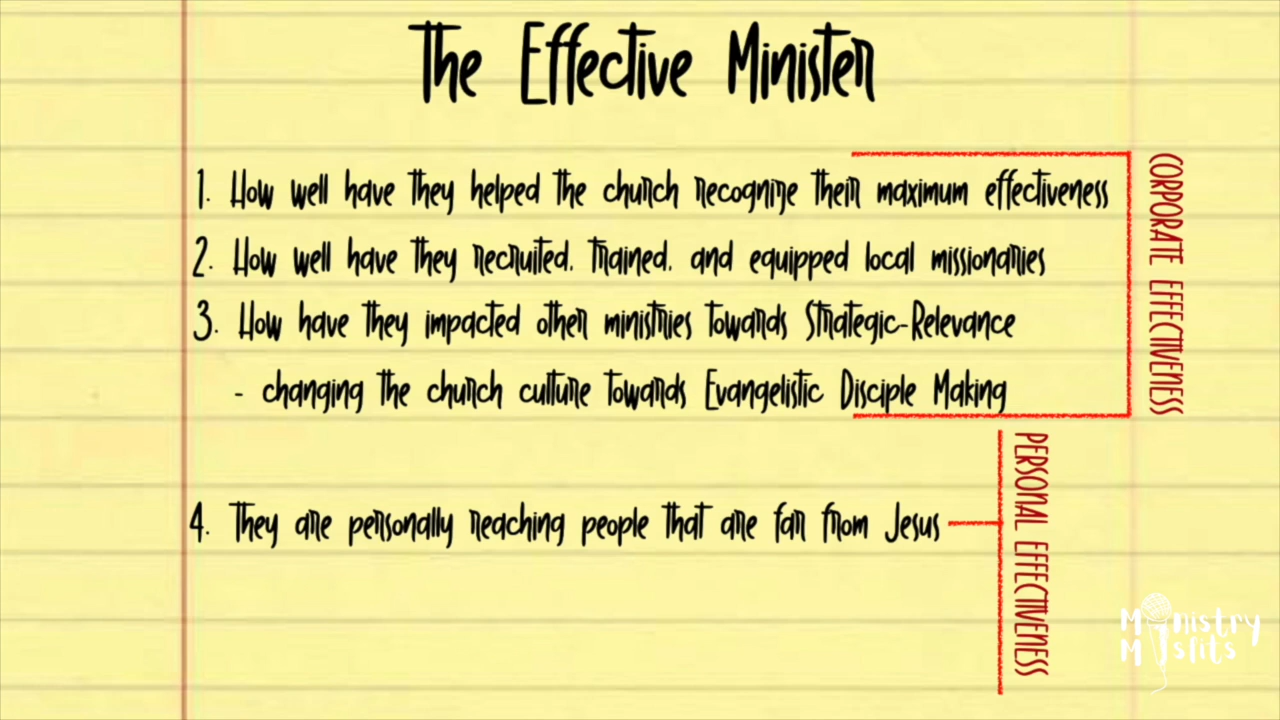 The Effective Minister
1. How well have they helped the church recognize their maximum effectiveness
2. How well have they recruited, trained, and equipped local missionaries
3. How have they impacted other ministries towards Strategic-Relevance
- changing the church culture towards Evangelistic Disciple Making
CORPORATE EFFECTIVENESS
4. They are personally reaching people that are far from Jesus
PERSONAL EFFECTIVENESS
Ministry
Misfits